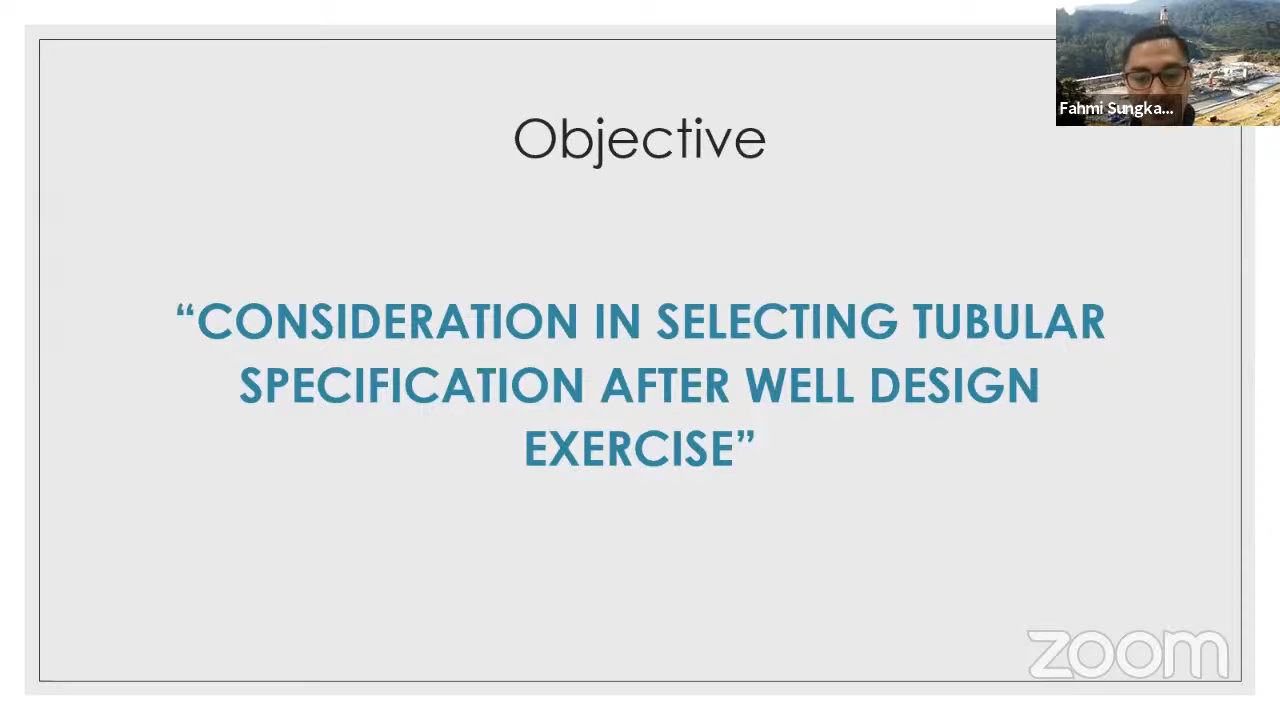 Fahmi Sungka...
Objective
“CONSIDERATION IN SELECTING TUBULAR
SPECIFICATION AFTER WELL DESIGN
EXERCISE”
zoom